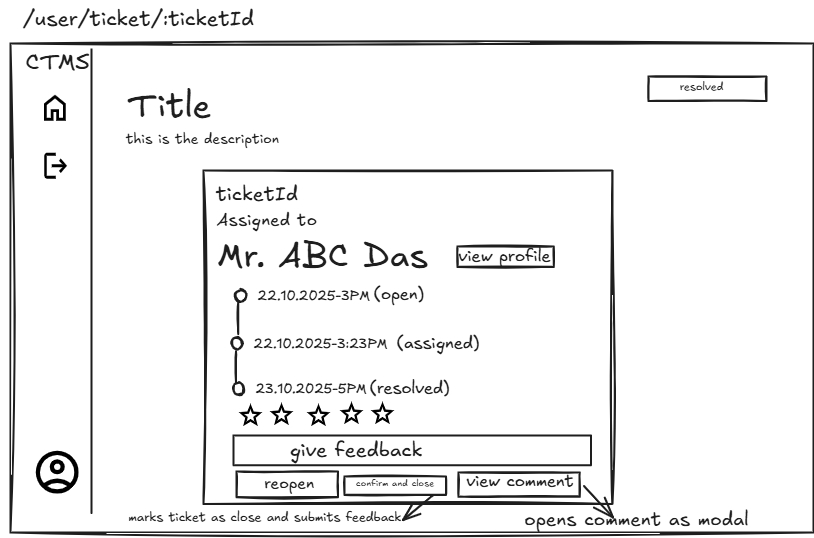 /user/ticket/:ticketId
CTMS
resolved
Title
this is the description
ticketId
Assigned to
Mr. ABC Das
view profile
22.10.2025-3PM (open)
22.10.2025-3:23PM (assigned)
23.10.2025-5PM (resolved)
give feedback
reopen
confirm and close
view comment
marks ticket as close and submits feedback
opens comment as modal